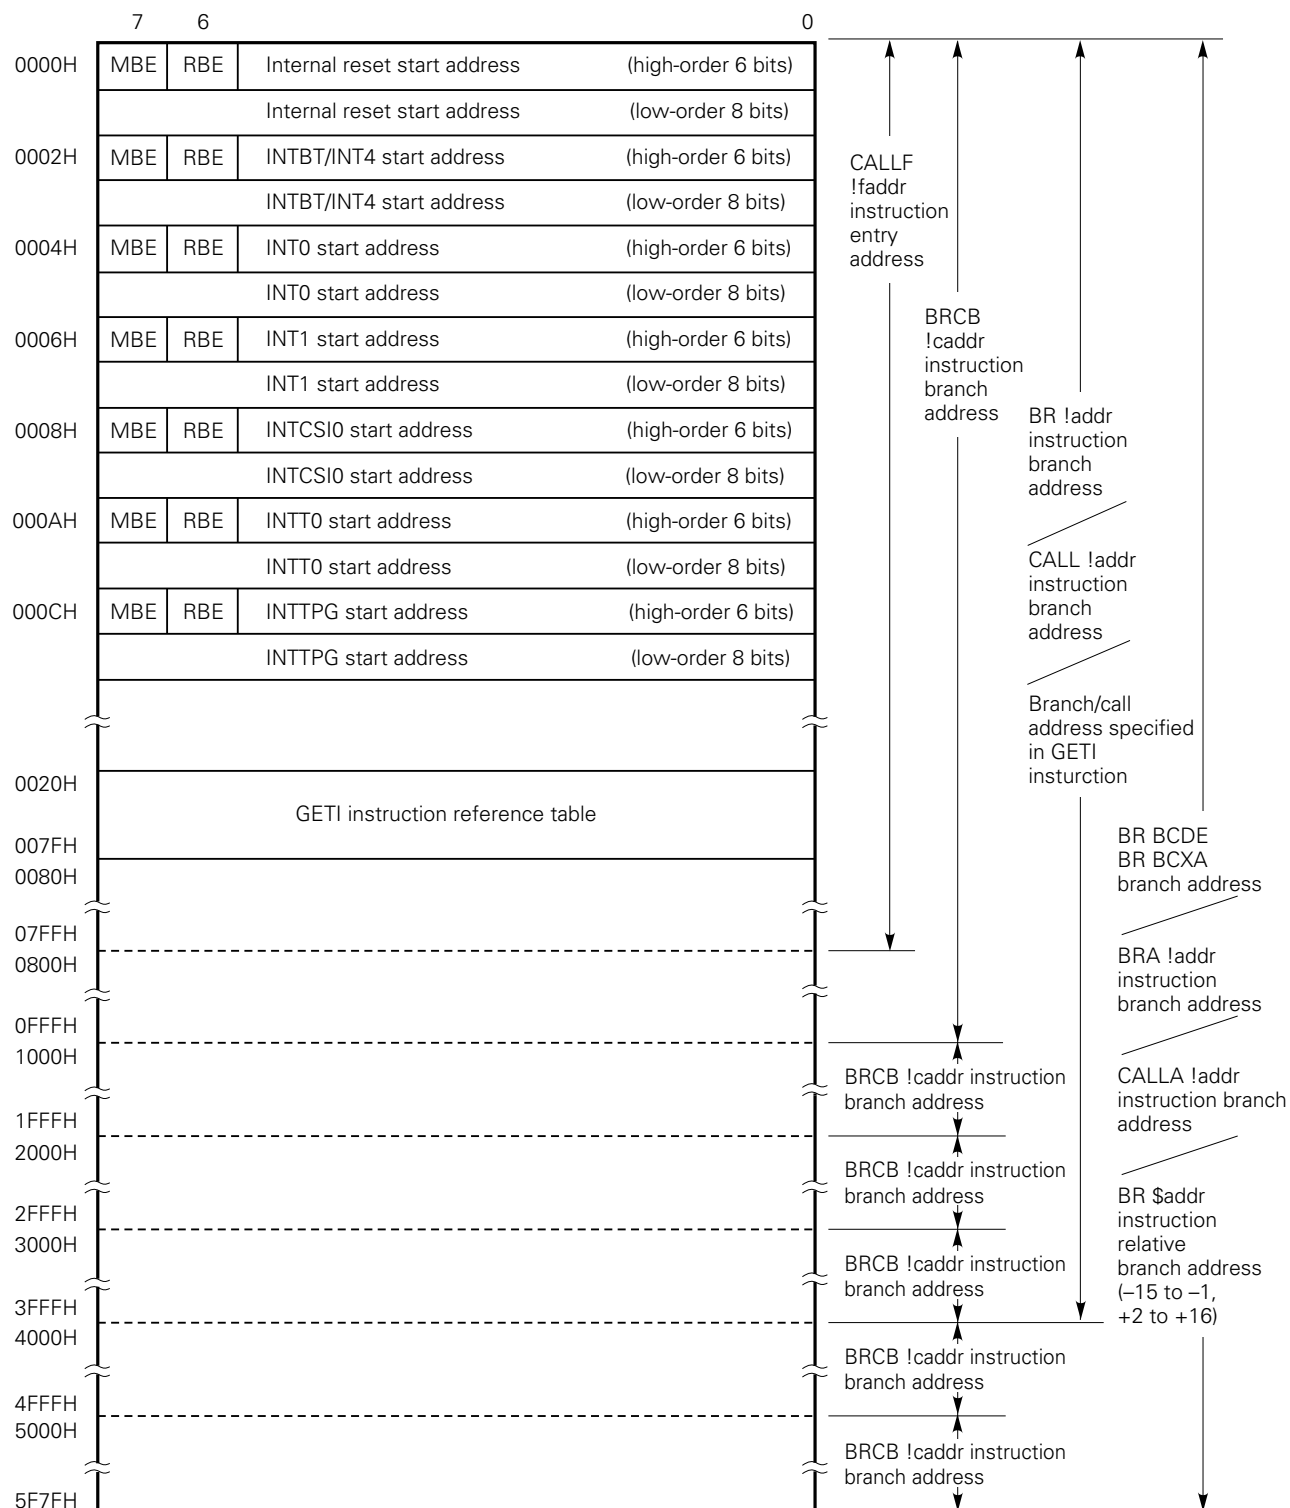 7 6 0
0000H MBE RBE Internal reset start address (high-order 6 bits)
Internal reset start address (low-order 8 bits)
0002H MBE RBE INTBT/INT4 start address (high-order 6 bits)
INTBT/INT4 start address (low-order 8 bits)
0004H MBE RBE INT0 start address (high-order 6 bits)
INT0 start address (low-order 8 bits)
0006H MBE RBE INT1 start address (high-order 6 bits)
INT1 start address (low-order 8 bits)
0008H MBE RBE INTCSI0 start address (high-order 6 bits)
INTCSI0 start address (low-order 8 bits)
000AH MBE RBE INTT0 start address (high-order 6 bits)
INTT0 start address (low-order 8 bits)
000CH MBE RBE INTTPG start address (high-order 6 bits)
INTTPG start address (low-order 8 bits)
0020H
GETI instruction reference table
007FH
0080H
07FFH
0800H
0FFFH
1000H
1FFFH
2000H
2FFFH
3000H
3FFFH
4000H
4FFFH
5000H
5F7FH
CALLF
!faddr
instruction
entry
address
BRCB
!caddr
instruction
branch
address
BRCB !caddr instruction
branch address
BRCB !caddr instruction
branch address
BRCB !caddr instruction
branch address
BRCB !caddr instruction
branch address
BRCB !caddr instruction
branch address
BR !addr
instruction
branch
address
CALL !addr
instruction
branch
address
Branch/call
address specified
in GETI
insturction
BR BCDE
BR BCXA
branch address
BRA !addr
instruction
branch address
CALLA !addr
instruction branch
address
BR $addr
instruction
relative
branch address
(–15 to –1,
+2 to +16)